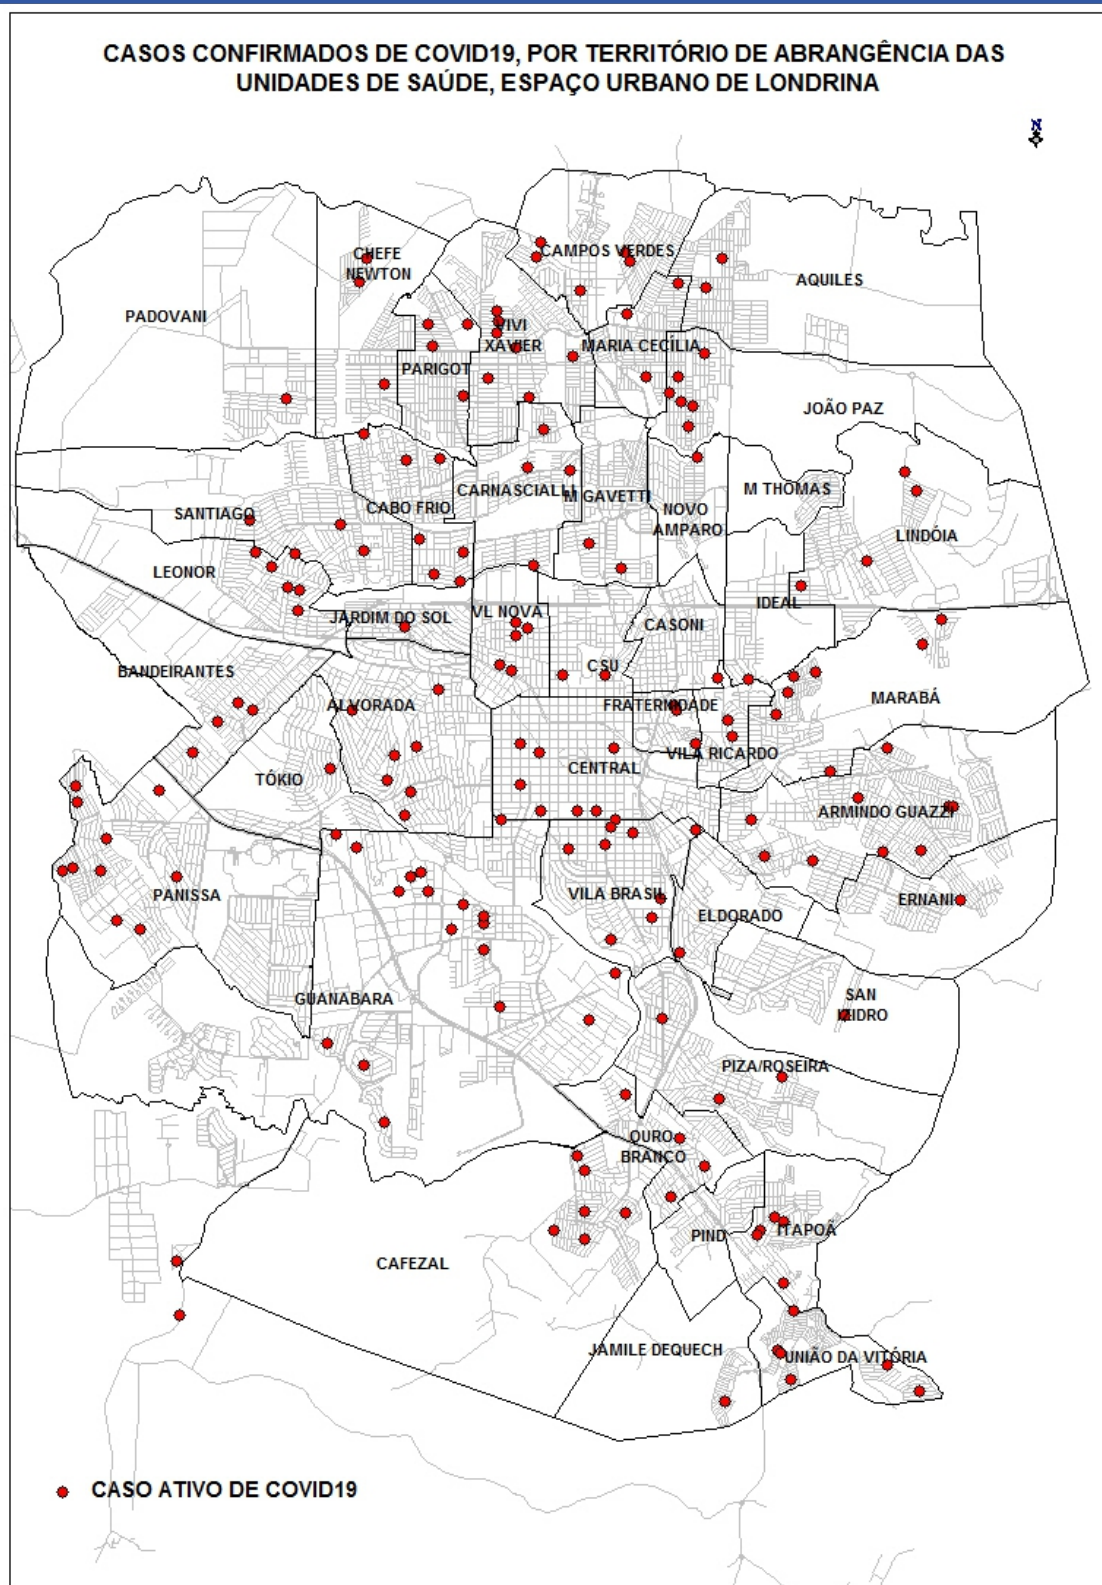 CASOS CONFIRMADOS DE COVID19, POR TERRITÓRIO DE ABRANGÊNCIA DAS
UNIDADES DE SAÚDE, ESPAÇO URBANO DE LONDRINA
N
CAMPOS VERDES
CHEFE
NEWTON
AQUILES
PADOVANI
VIVI
XAVIER
MARIA CECÍLIA
PARIGOT
JOÃO PAZ
CARNASCIALLI
M GAVETTI
M THOMAS
CABO FRIO
SANTIAGO
NOVO
AMPARO
LINDÓIA
LEONOR
IDEAL
JARDIM DO SOL
VL NOVA
CASONI
BANDEIRANTES
CSU
MARABÁ
ALVORADA
FRATERNIDADE
VILA RICARDO
TÓKIO
CENTRAL
ARMINDO GUAZZI
PANISSA
VILA BRASIL
ERNANI
ELDORADO
GUANABARA
SAN
IZIDRO
PIZA/ROSEIRA
OURO
BRANCO
PIND
ITAPOÃ
CAFEZAL
JAMILE DEQUECH
UNIÃO DA VITÓRIA
CASO ATIVO DE COVID19